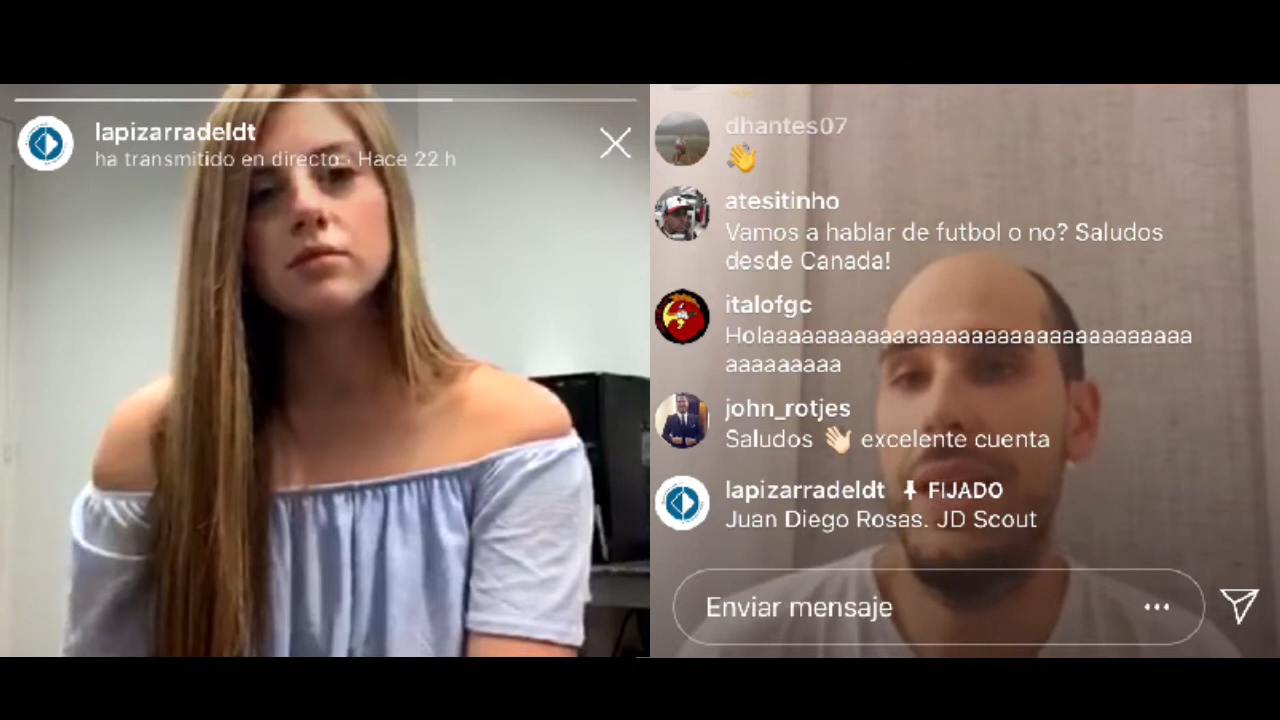 lapizarradeldt
ha transmitido en directo · Hace 22 h
dhantes07
👋
atesitinho
Vamos a hablar de futbol o no? Saludos
desde Canada!
italofgc
Holaaaaaaaaaaaaaaaaaaaaaaaaaaaaaaaaa
aaaaaaaaa
john_rotjes
Saludos 👋🏻 excelente cuenta
lapizarradeldt 📌 FIJADO
Juan Diego Rosas. JD Scout
Enviar mensaje